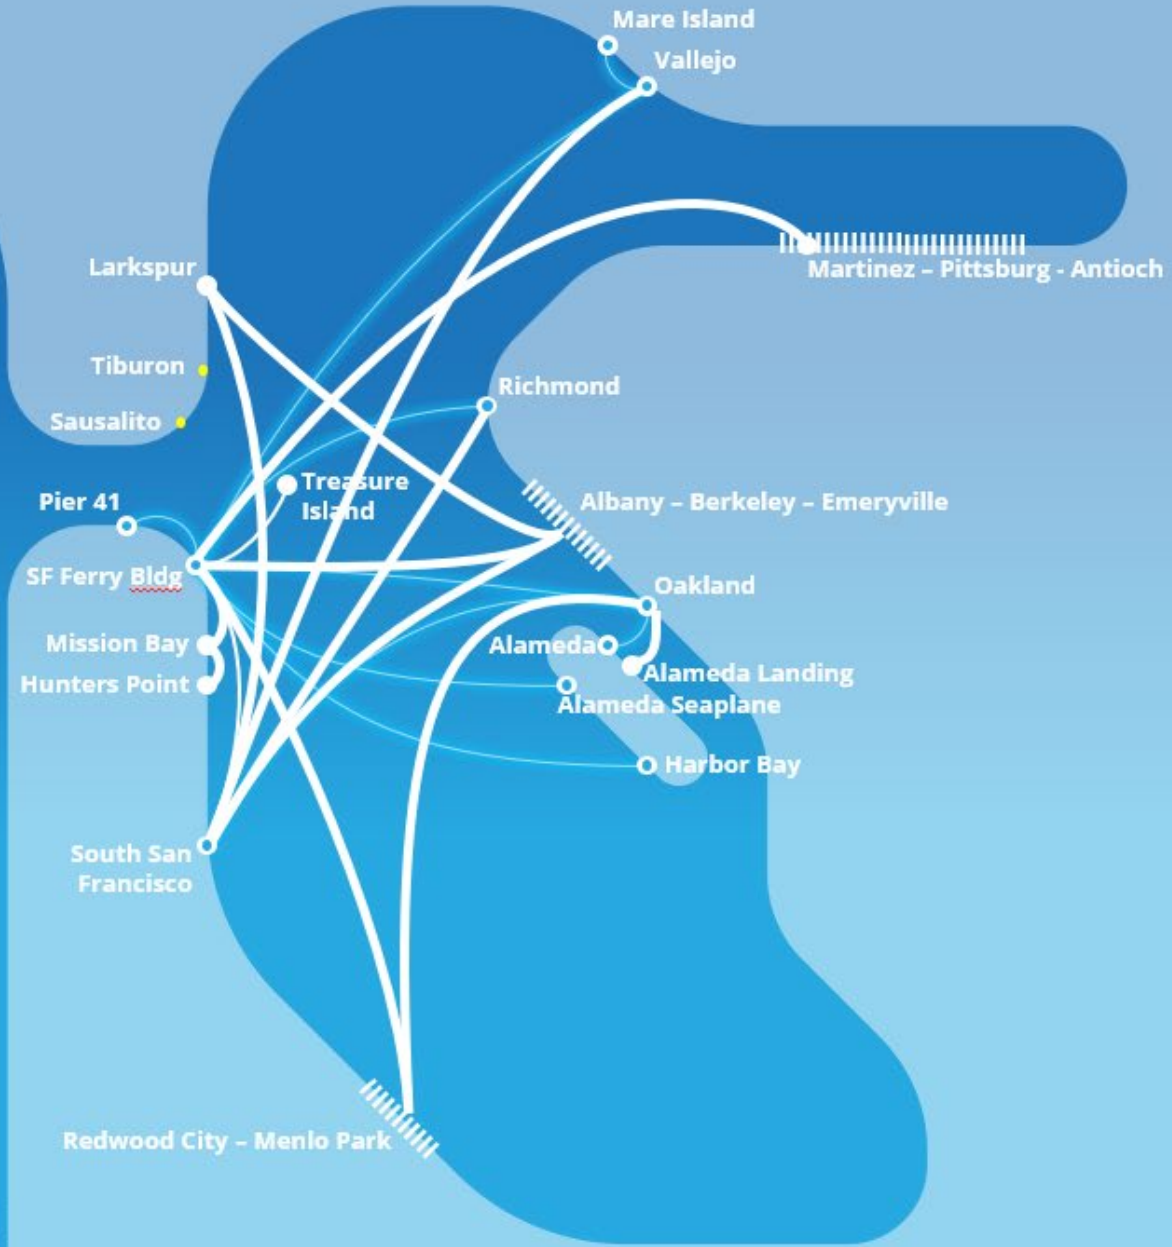 Mare Island
Vallejo
Larkspur
Martinez – Pittsburg - Antioch
Tiburon
Richmond
Sausalito
Treasure
Island
Pier 41
Albany – Berkeley – Emeryville
SF Ferry Bldg
Oakland
Mission Bay
Alameda
Alameda Landing
Hunters Point
Alameda Seaplane
Harbor Bay
South San
Francisco
Redwood City – Menlo Park